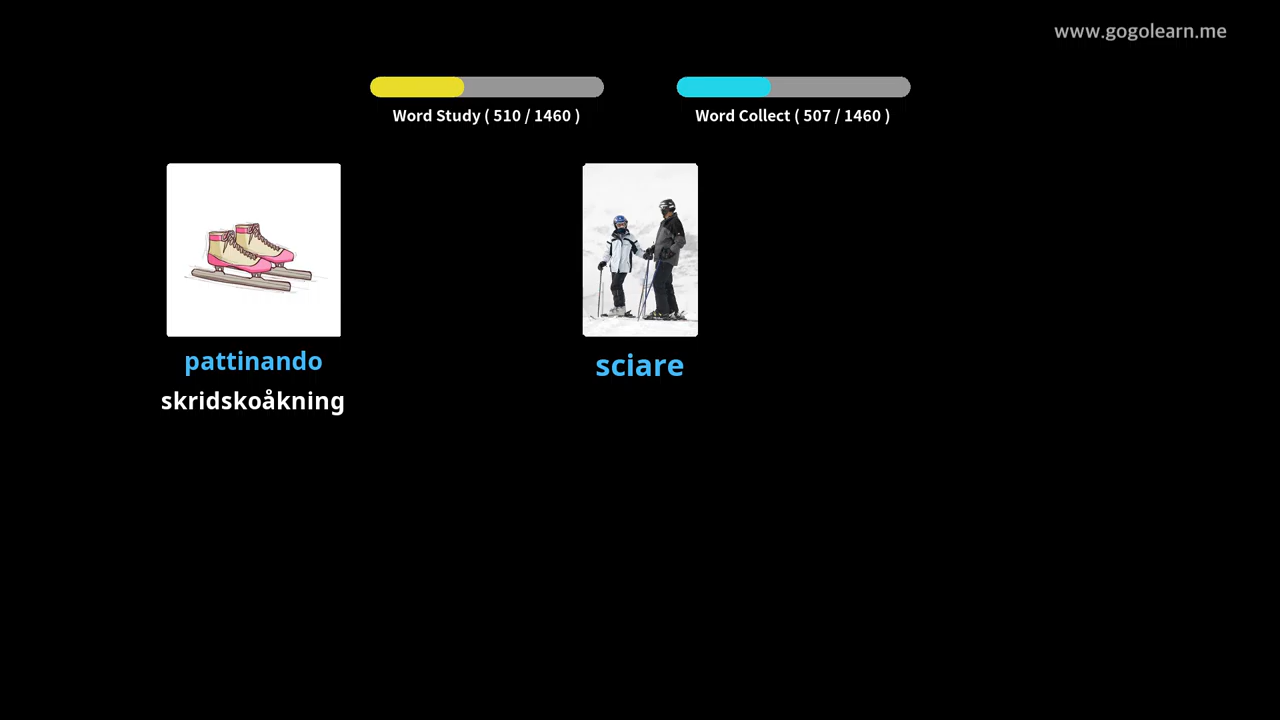 www.gogolearn.me
Word Study ( 510 / 1460 )
Word Collect ( 507 / 1460 )
pattinando
skridskoåkning
sciare